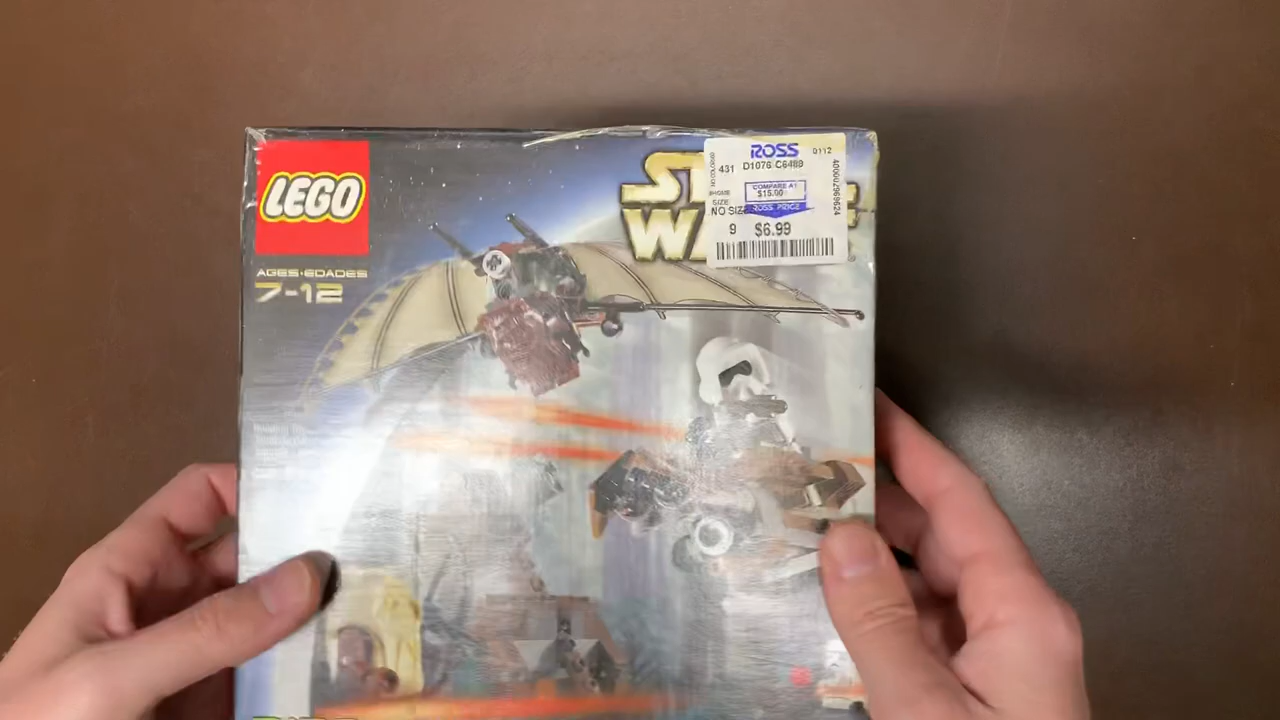 LEGO
AGES•EDADES
7-12
STAR
WARS
ROSS 0112
431 D1076 C6489
COMPARE AT
$15.00
SIZE
NO SIZE ROSS PRICE
9 $6.99